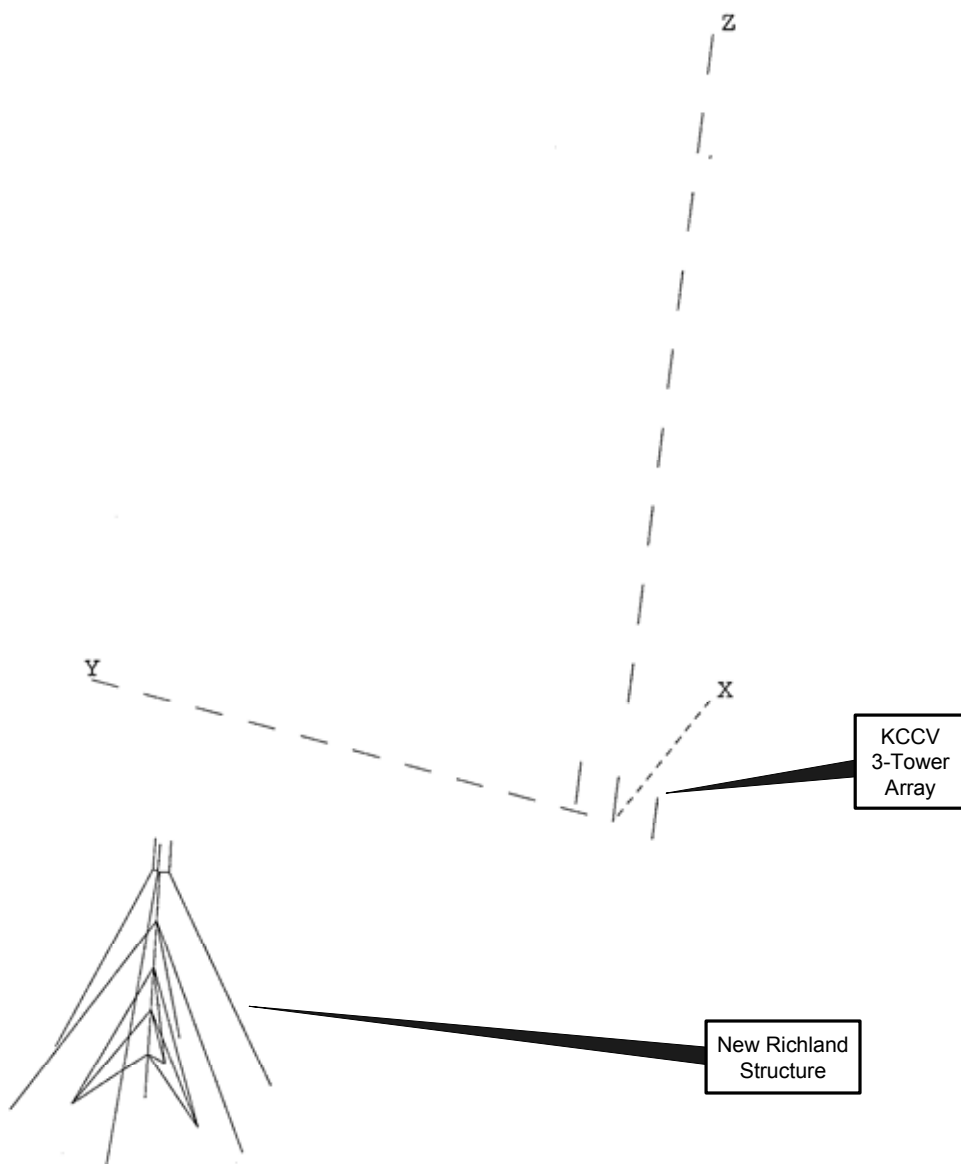 Z
Y
X
KCCV
3-Tower
Array
New Richland
Structure